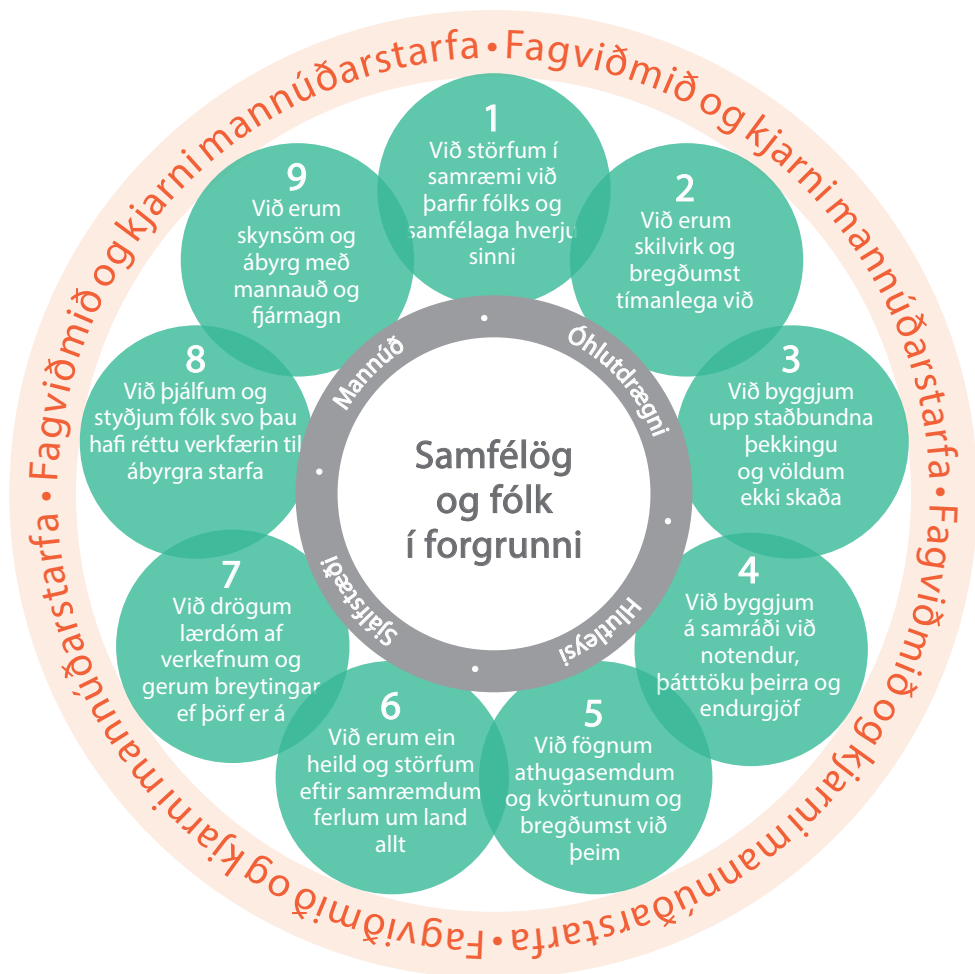 Fagviðmið og kjarni mannúðarstarfa • Fagviðmið og kjarni mannúðarstarfa • Fagviðmið og kjarni mannúðarstarfa • Fagviðmið og kjarni mannúðarstarfa •
1
Við störfum í
samræmi við
þarfir fólks og
samfélaga hverju
sinni
2
Við erum
skilvirk og
bregðumst
tímanlega við
3
Við byggjum
upp staðbundna
þekkingu
og völdum
ekki skaða
4
Við byggjum
á samráði við
notendur,
þátttöku þeirra og
endurgjöf
5
Við fögnum
athugasemdum
og kvörtunum og
bregðumst við
þeim
6
Við erum ein
heild og störfum
eftir samræmdum
ferlum um land
allt
7
Við drögum
lærdóm af
verkefnum og
gerum breytingar
ef þörf er á
8
Við þjálfum og
styðjum fólk svo þau
hafi réttu verkfærin til
ábyrgra starfa
9
Við erum
skynsöm og
ábyrg með
mannauð og
fjármagn
Mannúð
Óhlutdrægni
Hlutleysi
Sjálfstæði
Samfélög
og fólk
í forgrunni